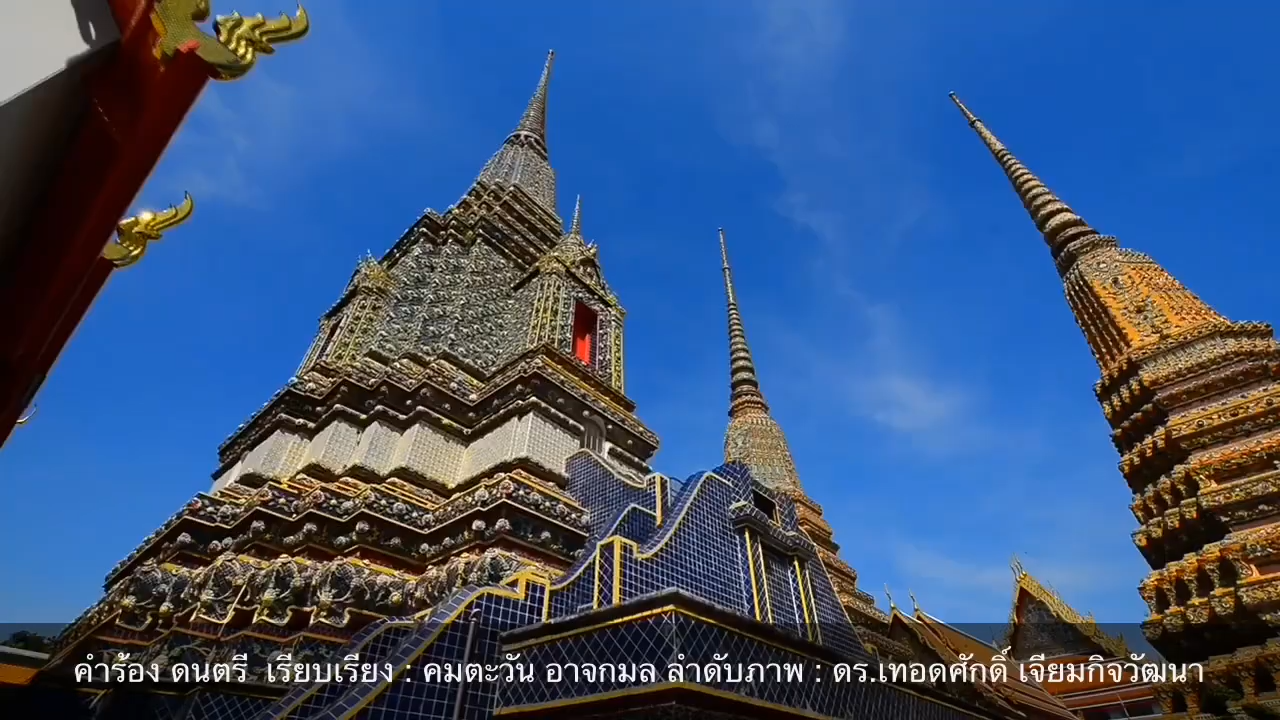 คำร้อง ดนตรี เรียบเรียง : คมตะวัน อาจกมล ลำดับภาพ : ดร.เทอดศักดิ์ เจียมกิจวัฒนา